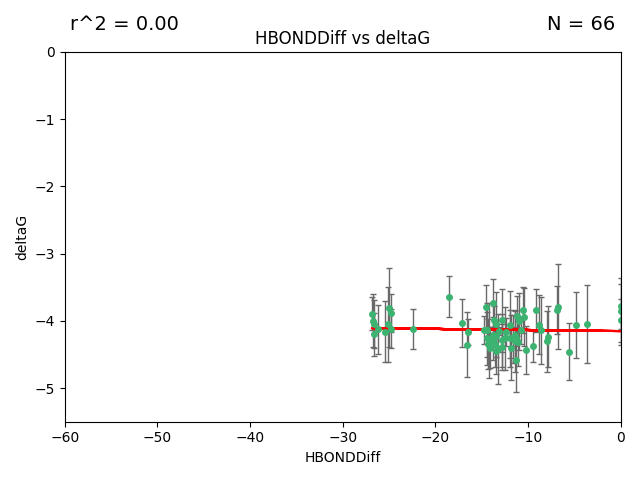 r^2 = 0.00
N = 66
HBONDDiff vs deltaG
deltaG
0
−1
−2
−3
−4
−5
−60
−50
−40
−30
−20
−10
0
HBONDDiff